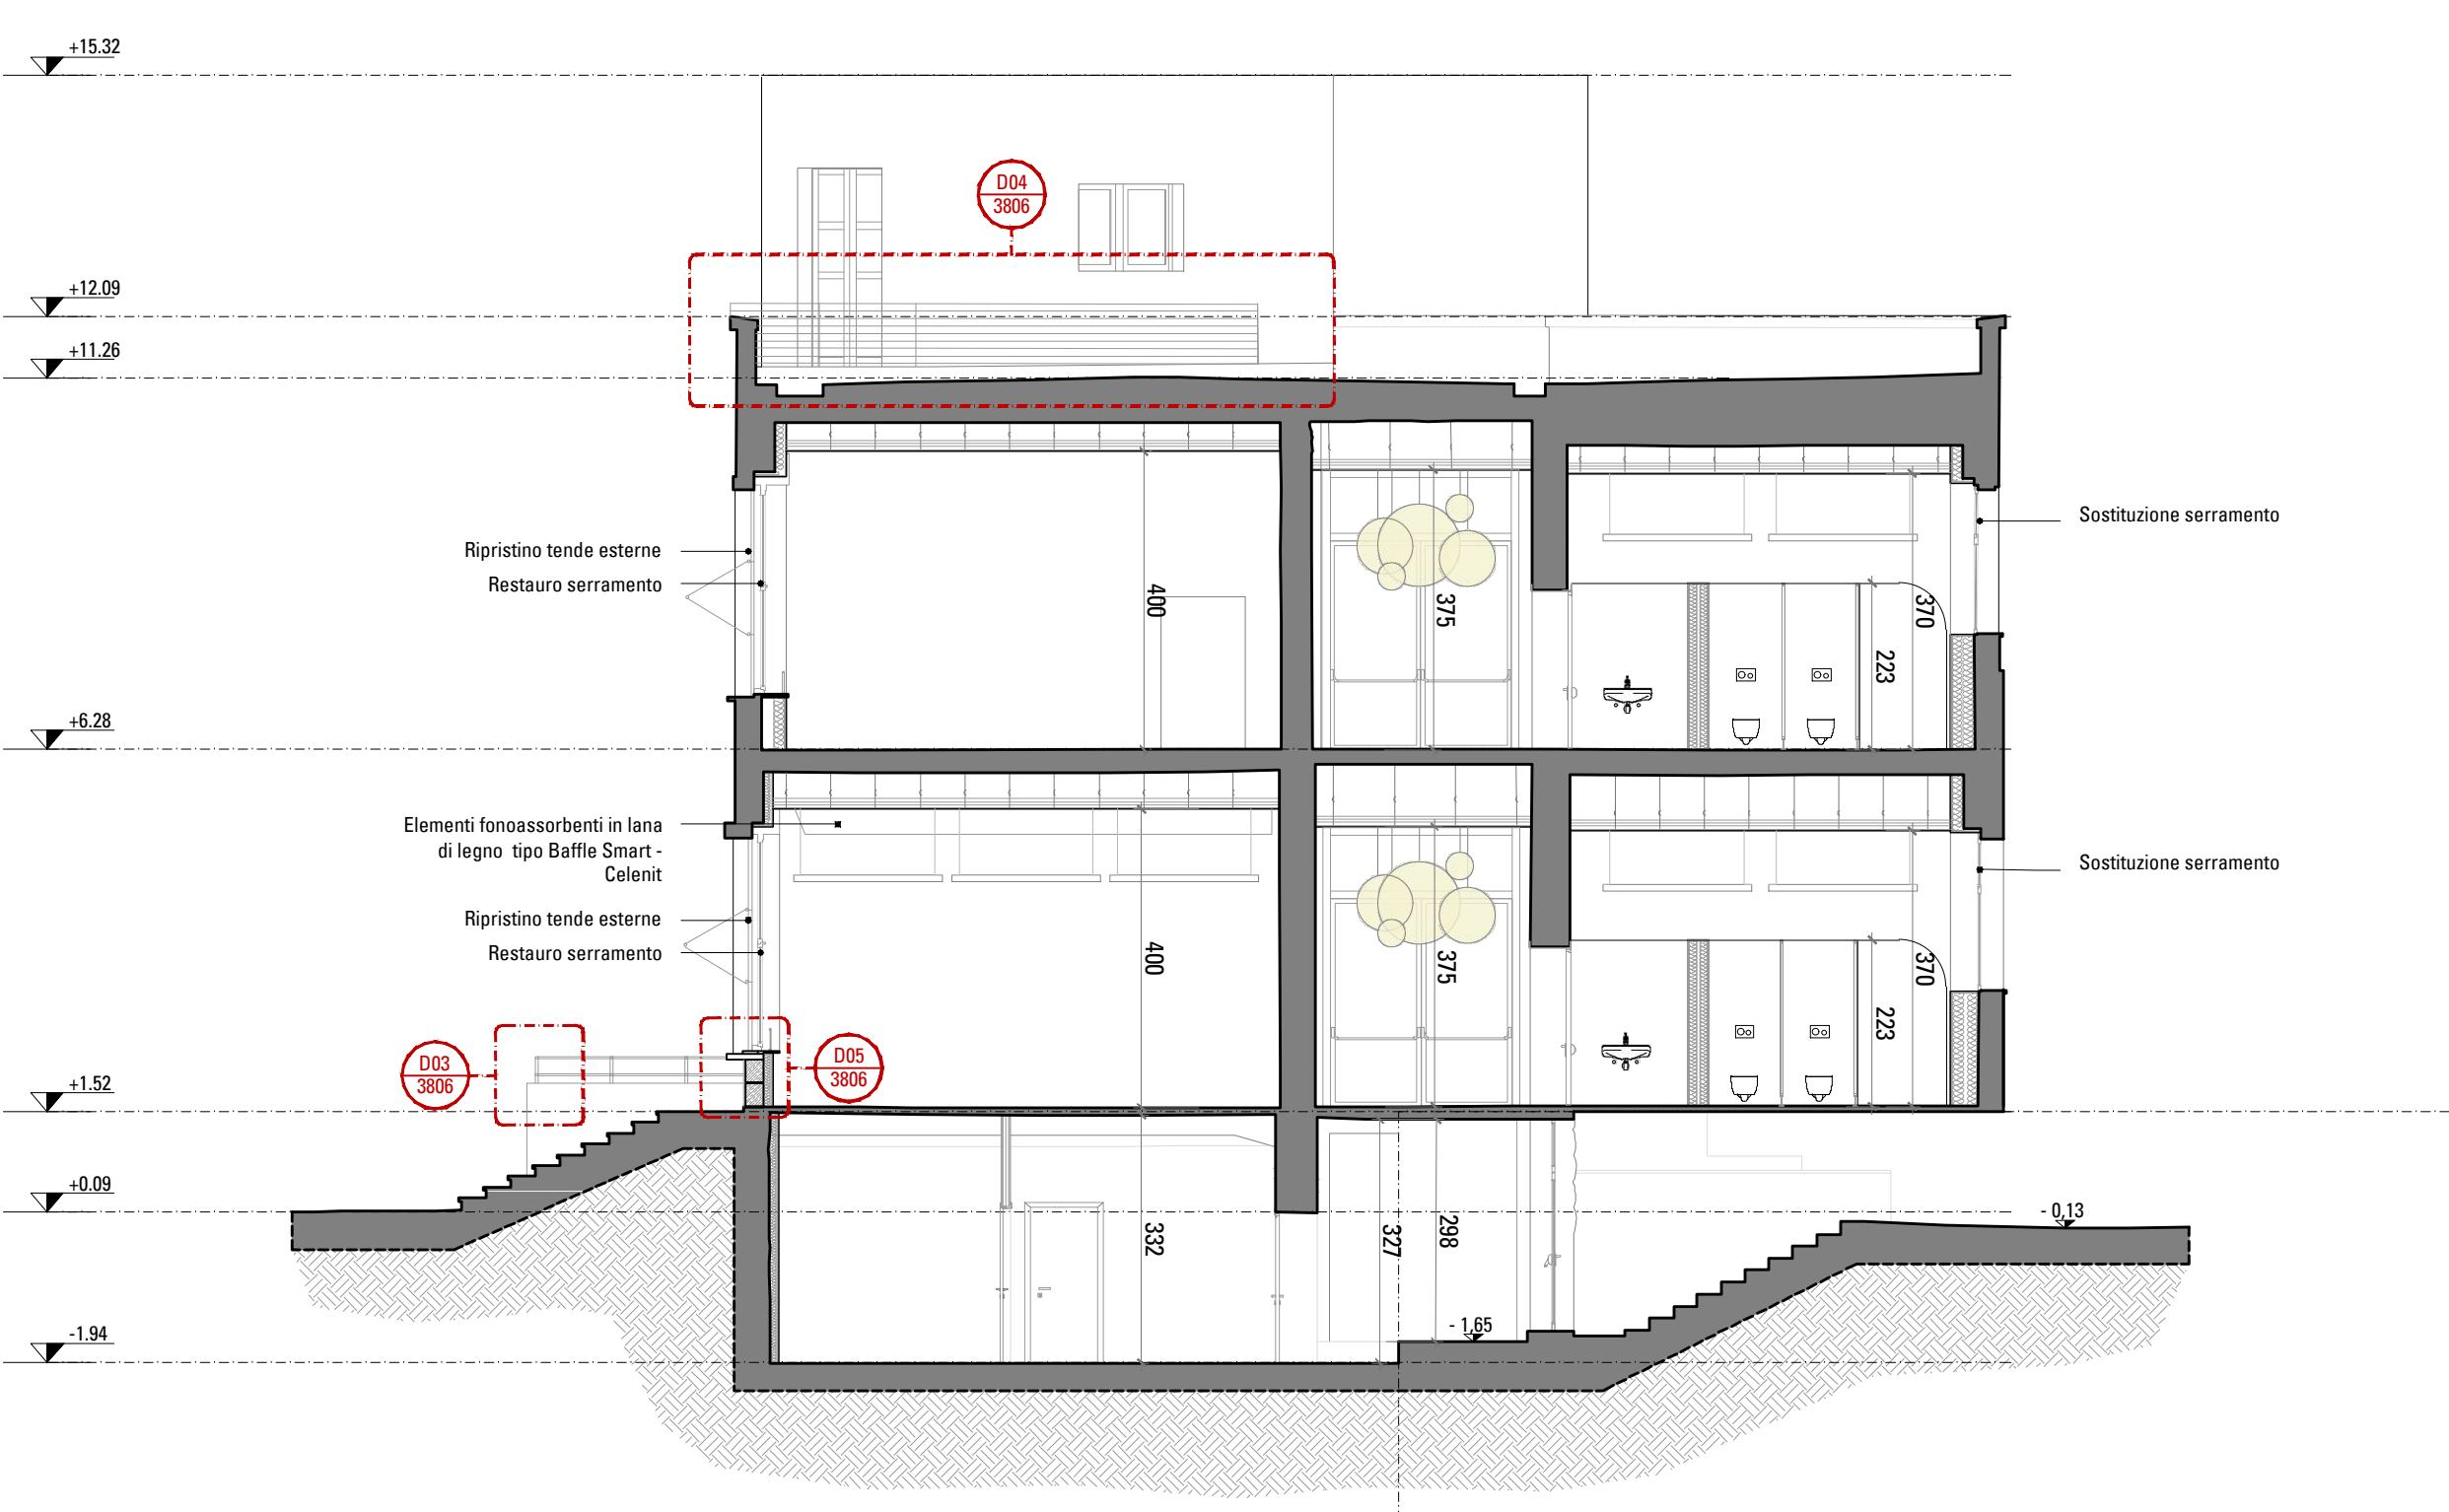 +15.32
D04
3806
+12.09
+11.26
Sostituzione serramento
Ripristino tende esterne
Restauro serramento
400
375
370
223
+6.28
Elementi fonoassorbenti in lana
di legno tipo Baffle Smart -
Celenit
Sostituzione serramento
Ripristino tende esterne
Restauro serramento
400
375
370
223
D03
3806
D05
3806
+1.52
+0.09
- 0,13
332
327
298
- 1,65
-1.94